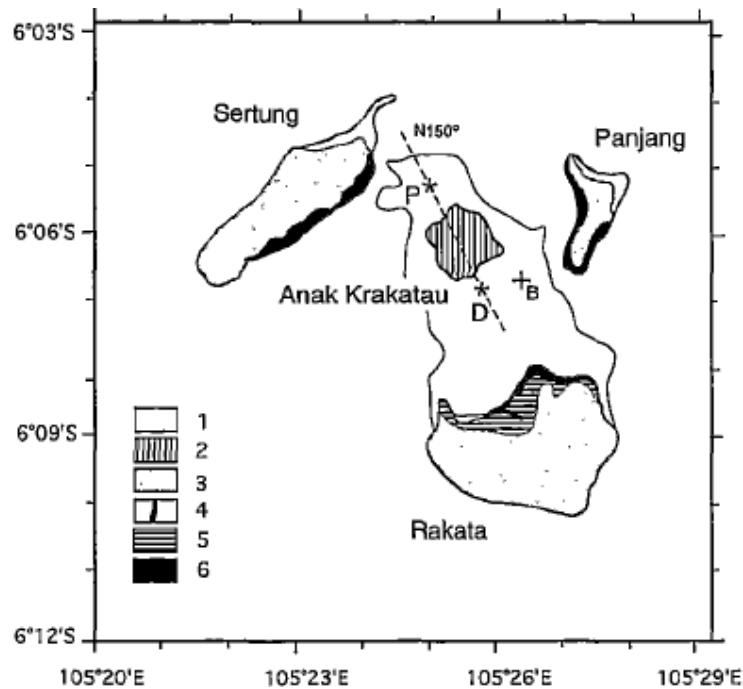 6°03'S
Sertung
N150°
Panjang
P
6°06'S
Anak Krakatau
B
D
1
2
6°09'S
3
4
Rakata
5
6
6°12'S
105°20'E
105°23'E
105°26'E
105°29'E